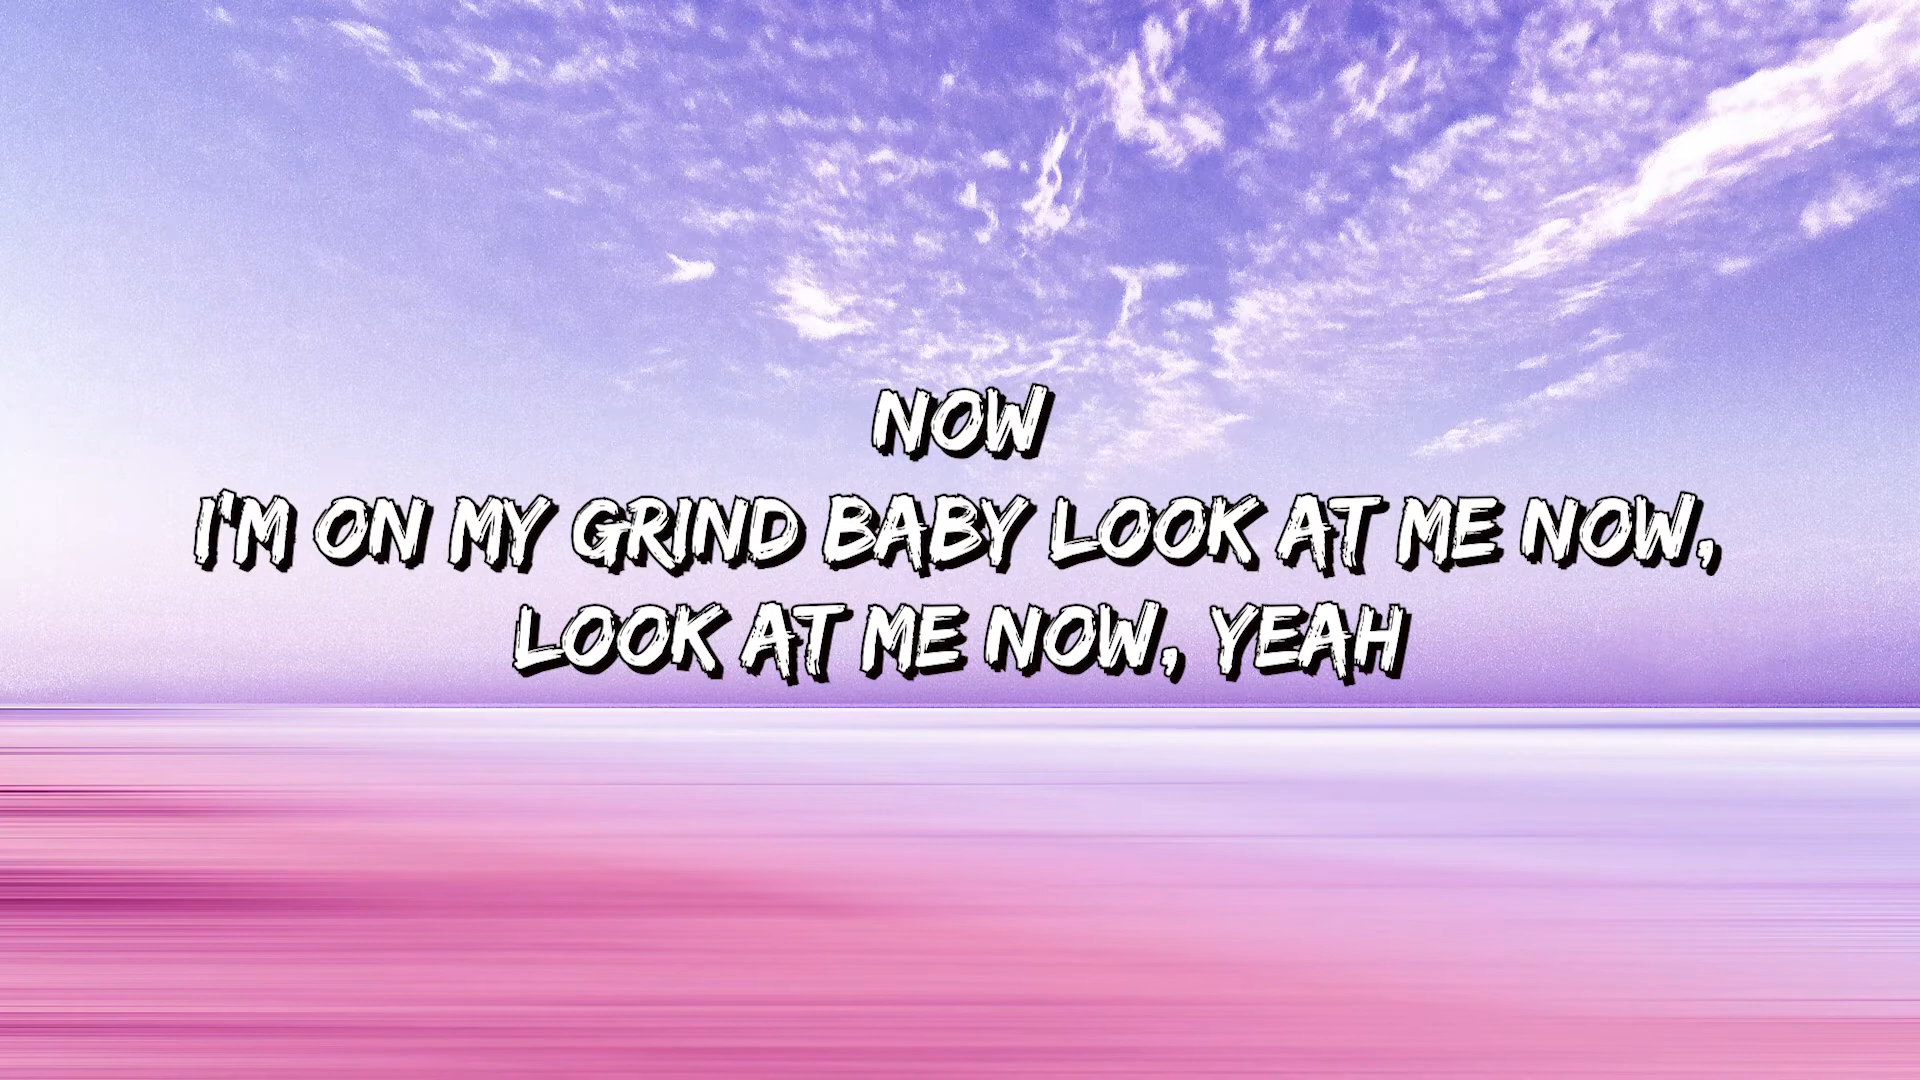 NOW
I'M ON MY GRIND BABY LOOK AT ME NOW,
LOOK AT ME NOW, YEAH